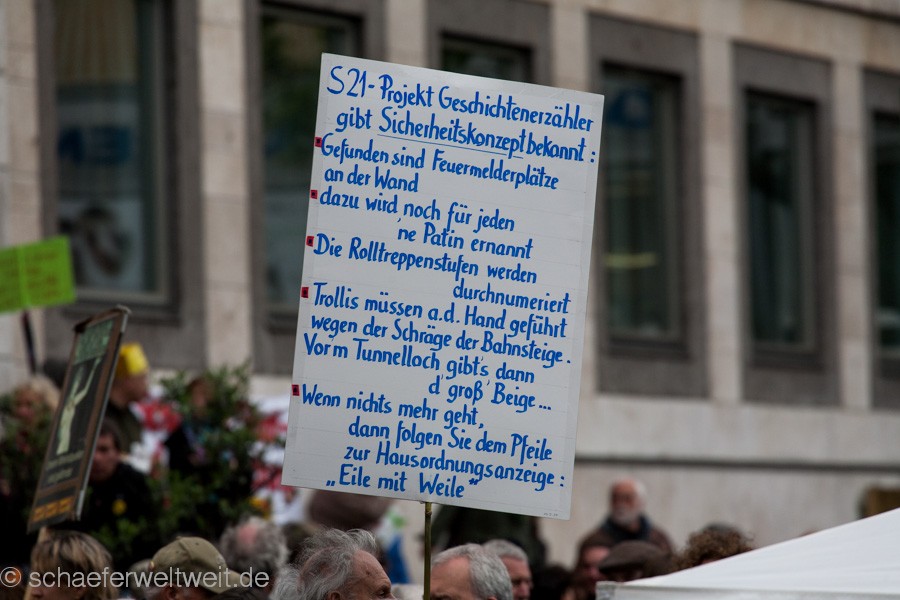 S21-Projekt Geschichtenerzähler
gibt Sicherheitskonzept bekannt:
Gefunden sind Feuermelderplätze
an der Wand
dazu wird noch für jeden
'ne Patin ernannt
Die Rolltreppenstufen werden
durchnumeriert
Trollis müssen a.d. Hand geführt
wegen der Schräge der Bahnsteige.
Vorm Tunnelloch gibt's dann
d' groß' Beige...
Wenn nichts mehr geht,
dann folgen Sie dem Pfeile
zur Hausordnungsanzeige:
"Eile mit Weile"
© schaeferweltweit.de